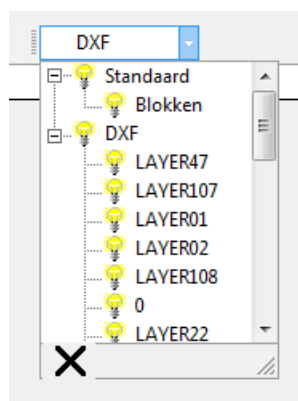 DXF
Standaard
Blokken
DXF
LAYER47
LAYER107
LAYER01
LAYER02
LAYER108
0
LAYER22